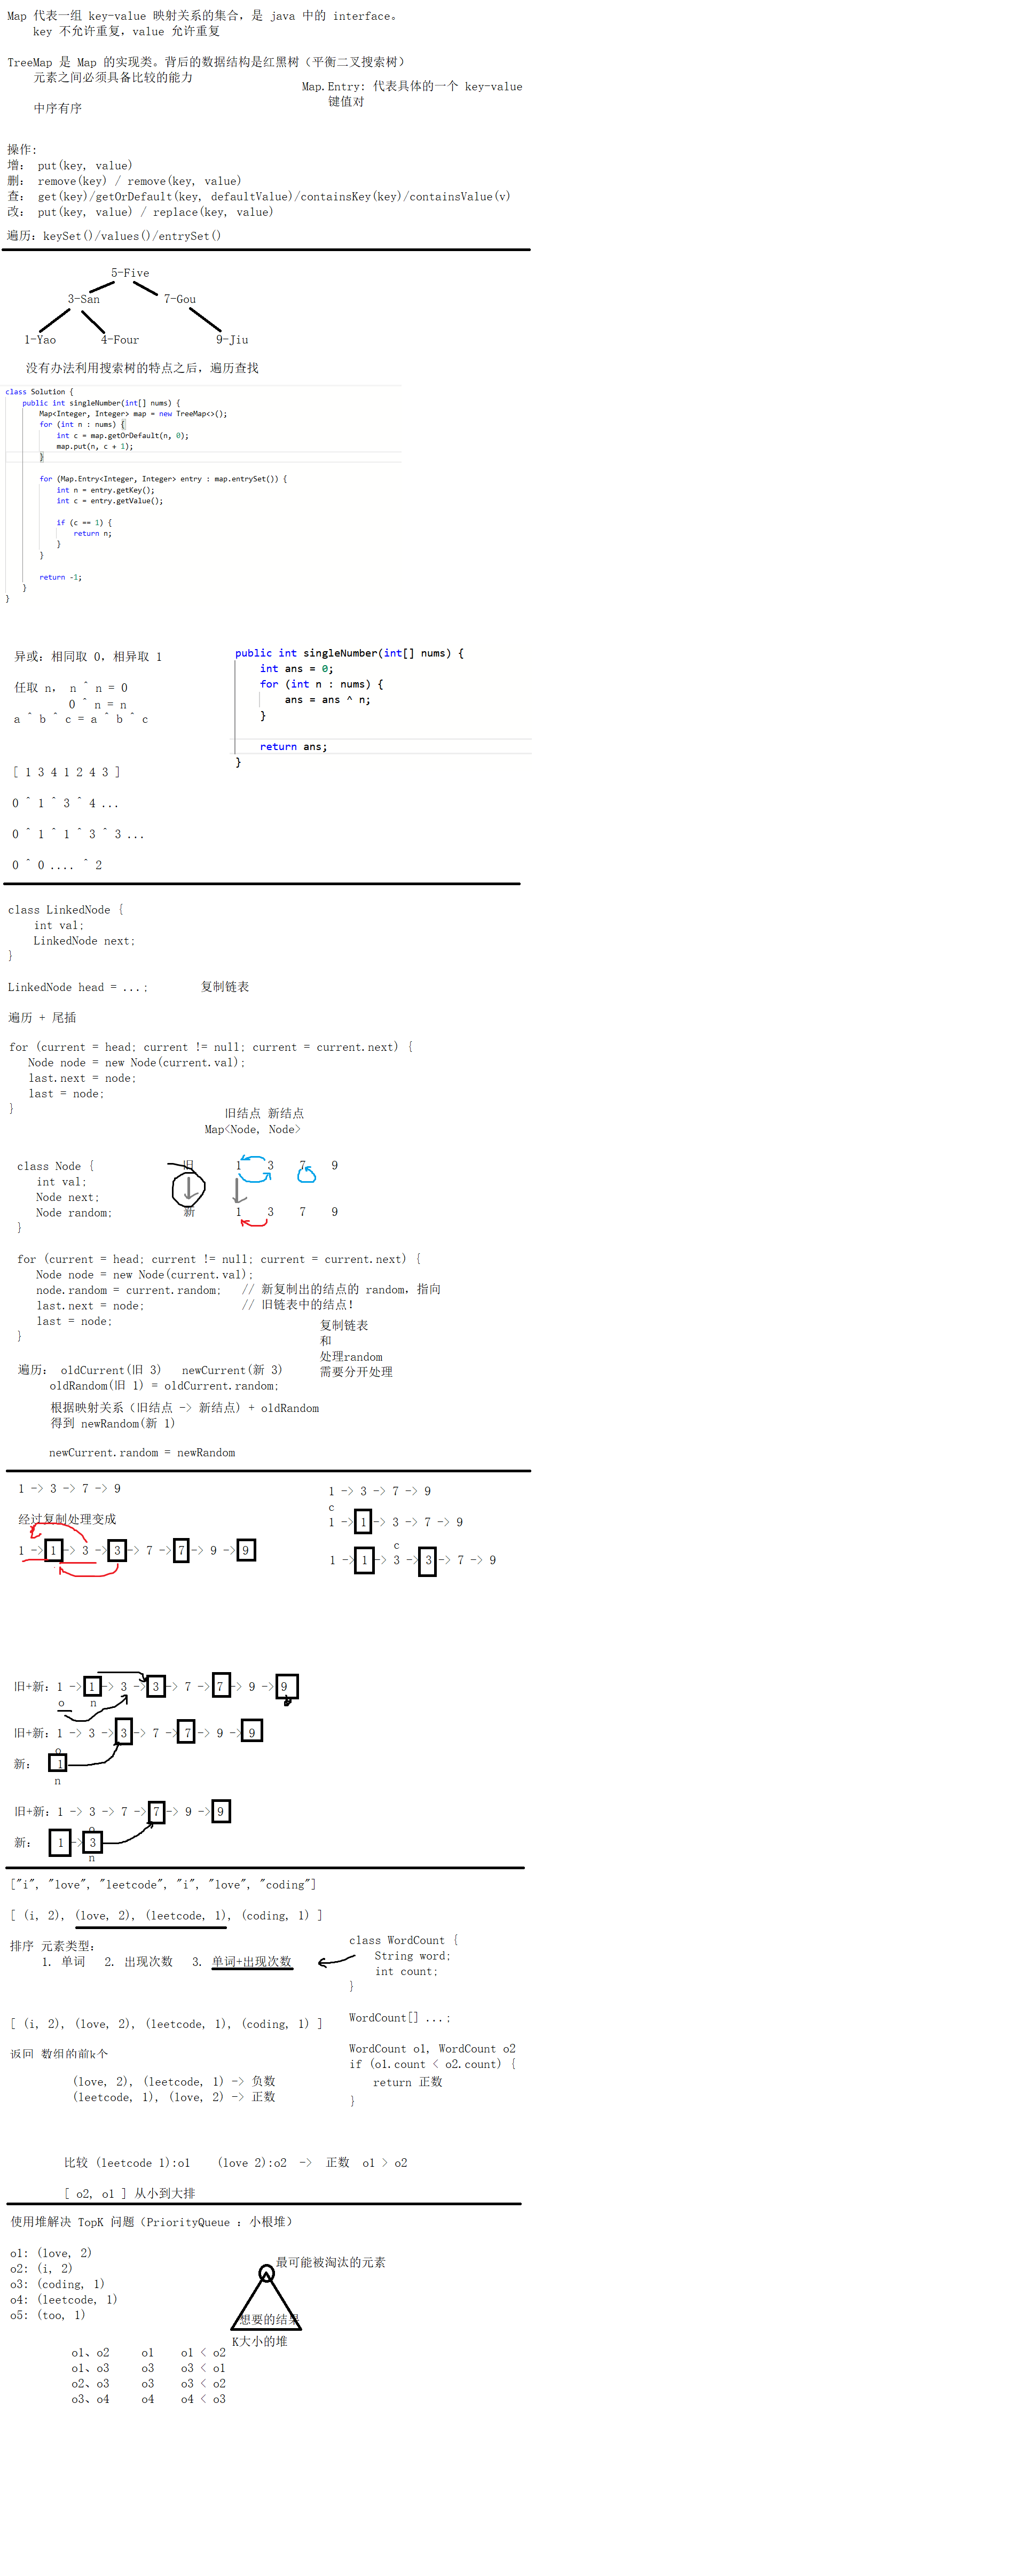 Map 代表一组 key-value 映射关系的集合，是 java 中的 interface。
key 不允许重复，value 允许重复
TreeMap 是 Map 的实现类。背后的数据结构是红黑树（平衡二叉搜索树）
元素之间必须具备比较的能力
Map.Entry: 代表具体的一个 key-value
键值对
中序有序
操作:
增： put(key, value)
删： remove(key) / remove(key, value)
查： get(key)/getOrDefault(key, defaultValue)/containsKey(key)/containsValue(v)
改： put(key, value) / replace(key, value)
遍历：keySet()/values()/entrySet()
5-Five
3-San 7-Gou
1-Yao 4-Four 9-Jiu
没有办法利用搜索树的特点之后，遍历查找
class Solution {
public int singleNumber(int[] nums) {
Map<Integer, Integer> map = new TreeMap<>();
for (int n : nums) {
int c = map.getOrDefault(n, 0);
map.put(n, c + 1);
}
for (Map.Entry<Integer, Integer> entry : map.entrySet()) {
int n = entry.getKey();
int c = entry.getValue();
if (c == 1) {
return n;
}
}
return -1;
}
}
异或：相同取 0，相异取 1
任取 n， n ^ n = 0
0 ^ n = n
a ^ b ^ c = a ^ b ^ c
public int singleNumber(int[] nums) {
int ans = 0;
for (int n : nums) {
ans = ans ^ n;
}
return ans;
}
[ 1 3 4 1 2 4 3 ]
0 ^ 1 ^ 3 ^ 4 ...
0 ^ 1 ^ 1 ^ 3 ^ 3 ...
0 ^ 0 .... ^ 2
class LinkedNode {
int val;
LinkedNode next;
}
LinkedNode head = ...; 复制链表
遍历 + 尾插
for (current = head; current != null; current = current.next) {
Node node = new Node(current.val);
last.next = node;
last = node;
}
旧结点 新结点
Map<Node, Node>
class Node {
int val;
Node next;
Node random;
}
旧 1 3 7 9
新 1 3 7 9
for (current = head; current != null; current = current.next) {
Node node = new Node(current.val);
node.random = current.random; // 新复制出的结点的 random，指向
last.next = node; // 旧链表中的结点！
last = node;
}
复制链表
和
处理random
需要分开处理
遍历： oldCurrent(旧 3) newCurrent(新 3)
oldRandom(旧 1) = oldCurrent.random;
根据映射关系（旧结点 -> 新结点) + oldRandom
得到 newRandom(新 1)
newCurrent.random = newRandom
1 -> 3 -> 7 -> 9
经过复制处理变成
1 -> 1 -> 3 -> 3 -> 7 -> 7 -> 9 -> 9
1 -> 3 -> 7 -> 9
c
1 -> 1 -> 3 -> 7 -> 9
c
1 -> 1 -> 3 -> 3 -> 7 -> 9
旧+新：1 -> 1 -> 3 -> 3 -> 7 -> 7 -> 9 -> 9
o n
旧+新：1 -> 3 -> 3 -> 7 -> 7 -> 9 -> 9
o
新： 1
n
旧+新：1 -> 3 -> 7 -> 7 -> 9 -> 9
o
新： 1 -> 3
n
["i", "love", "leetcode", "i", "love", "coding"]
[ (i, 2), (love, 2), (leetcode, 1), (coding, 1) ]
排序 元素类型：
1. 单词 2. 出现次数 3. 单词+出现次数
class WordCount {
String word;
int count;
}
[ (i, 2), (love, 2), (leetcode, 1), (coding, 1) ]
WordCount[] ...;
返回 数组的前k个
WordCount o1, WordCount o2
if (o1.count < o2.count) {
return 正数
}
(love, 2), (leetcode, 1) -> 负数
(leetcode, 1), (love, 2) -> 正数
比较 (leetcode 1):o1 (love 2):o2 -> 正数 o1 > o2
[ o2, o1 ] 从小到大排
使用堆解决 TopK 问题（PriorityQueue : 小根堆）
o1: (love, 2)
o2: (i, 2)
o3: (coding, 1)
o4: (leetcode, 1)
o5: (too, 1)
最可能被淘汰的元素
想要的结果
K大小的堆
o1、o2 o1 o1 < o2
o1、o3 o3 o3 < o1
o2、o3 o3 o3 < o2
o3、o4 o4 o4 < o3